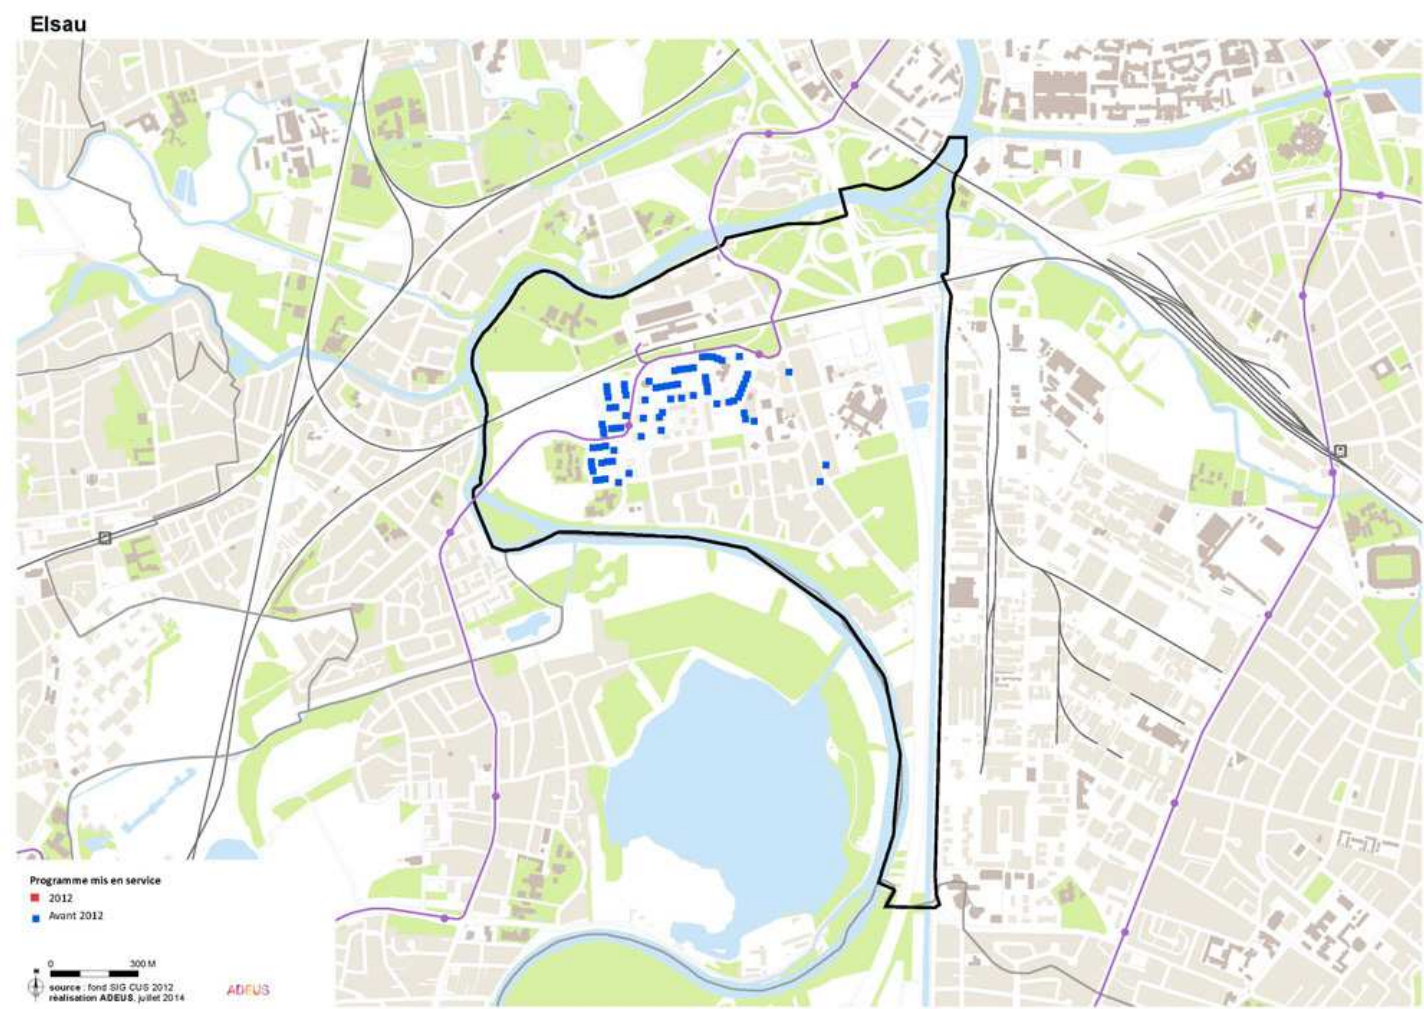 Elsau
Programme mis en service
2012
Avant 2012
0 300 M
N
source : fond SIG CUS 2012
réalisation ADEUS, juillet 2014
ADEUS